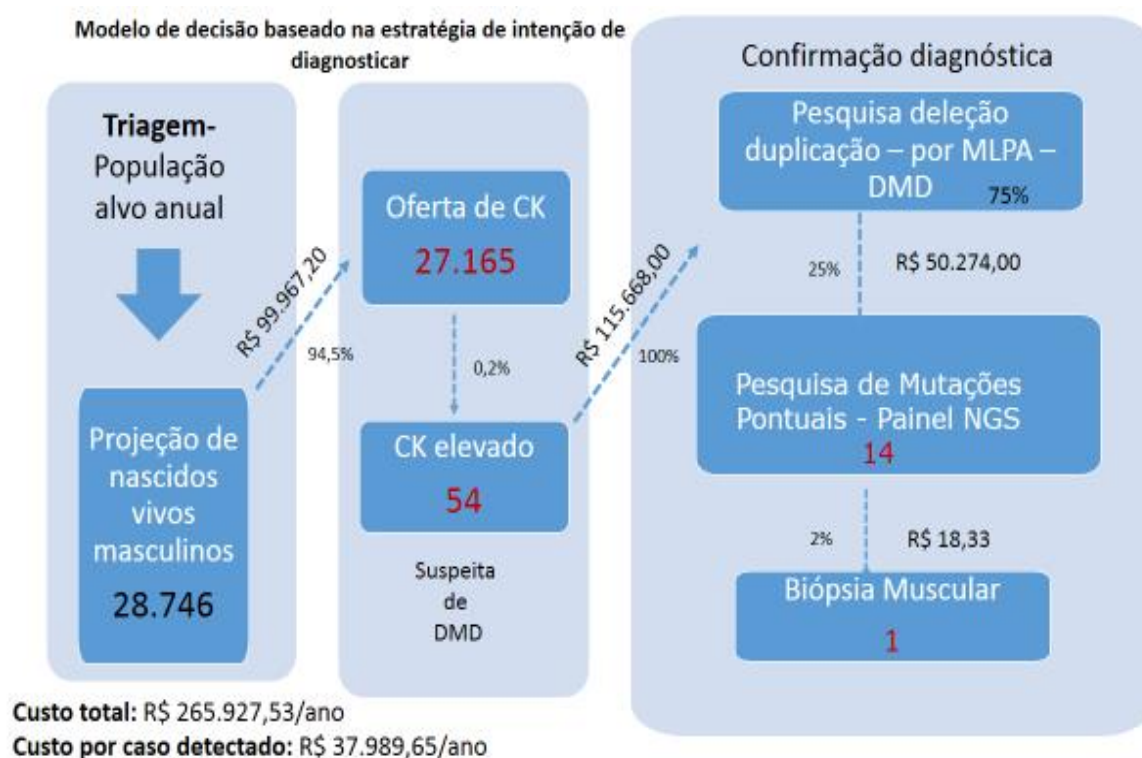 Modelo de decisão baseado na estratégia de intenção de
diagnosticar
Triagem-
População
alvo anual
Projeção de
nascidos
vivos
masculinos
28.746
R$ 99.967,20
94,5%
Oferta de CK
27.165
0,2%
CK elevado
54
Suspeita
de
DMD
R$ 115.668,00
100%
Confirmação diagnóstica
Pesquisa deleção
duplicação – por MLPA –
DMD
75%
25%
R$ 50.274,00
Pesquisa de Mutações
Pontuais - Painel NGS
14
2%
R$ 18,33
Biópsia Muscular
1
Custo total: R$ 265.927,53/ano
Custo por caso detectado: R$ 37.989,65/ano